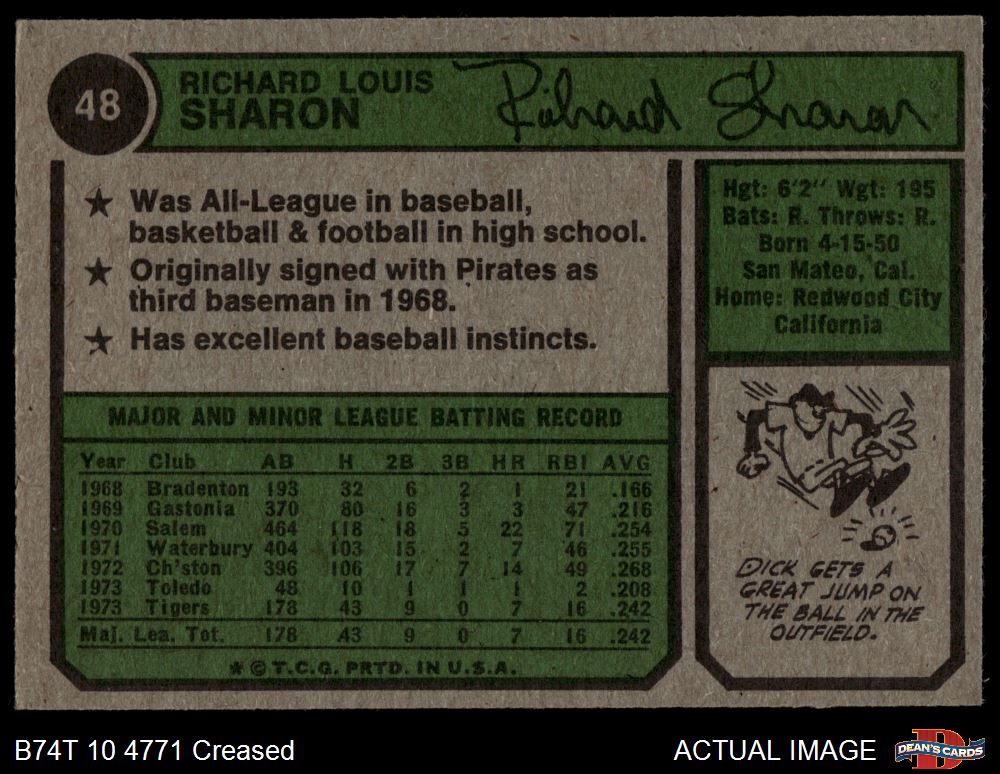 48
RICHARD LOUIS
SHARON
Richard Sharon
★ Was All-League in baseball,
basketball & football in high school.
★ Originally signed with Pirates as
third baseman in 1968.
★ Has excellent baseball instincts.
Hgt: 6'2" Wgt: 195
Bats: R. Throws: R.
Born 4-15-50
San Mateo, Cal.
Home: Redwood City
California
MAJOR AND MINOR LEAGUE BATTING RECORD
Year Club AB H 2B 3B HR RBI AVG
1968 Bradenton 193 32 6 2 1 21 .166
1969 Gastonia 370 80 16 3 3 47 .216
1970 Salem 464 118 18 5 22 71 .254
1971 Waterbury 404 103 15 2 7 46 .255
1972 Ch'ston 396 106 17 7 14 49 .268
1973 Toledo 48 10 1 1 1 2 .208
1973 Tigers 178 43 9 0 7 16 .242
Maj. Lea. Tot. 178 43 9 0 7 16 .242
★ © T.C.G. PRTD. IN U.S.A.
DICK GETS A
GREAT JUMP ON
THE BALL IN THE
OUTFIELD.
B74T 10 4771 Creased
ACTUAL IMAGE
DEAN'S CARDS